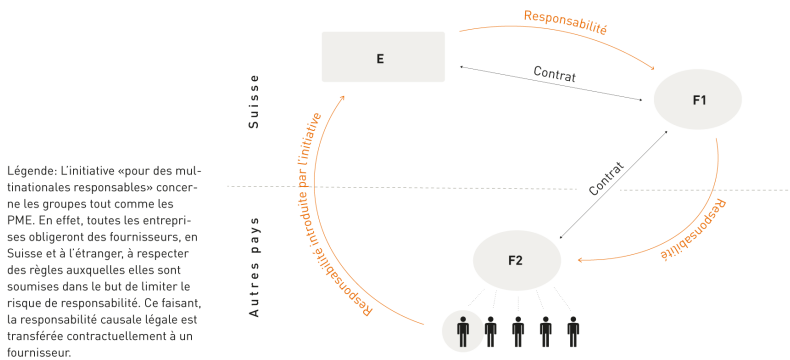 Légende: L’initiative «pour des mul-
tinationales responsables» concer-
ne les groupes tout comme les
PME. En effet, toutes les entrepri-
ses obligeront des fournisseurs, en
Suisse et à l’étranger, à respecter
des règles auxquelles elles sont
soumises dans le but de limiter le
risque de responsabilité. Ce faisant,
la responsabilité causale légale est
transférée contractuellement à un
fournisseur.
Suisse
Autres pays
Responsabilité
E
Contrat
F1
Contrat
Responsabilité
Responsabilité introduite par l’initiative
F2